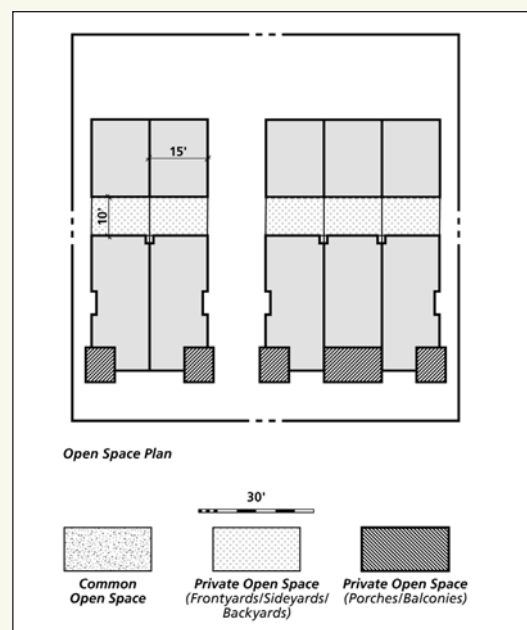 15'
10'
Open Space Plan
30'
Common
Open Space
Private Open Space
(Frontyards/Sideyards/
Backyards)
Private Open Space
(Porches/Balconies)